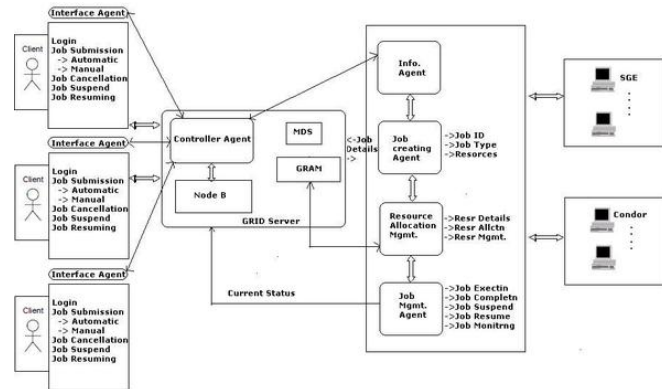 Interface Agent
Client
Login
Job Submission
-> Automatic
-> Manual
Job Cancellation
Job Suspend
Job Resuming
Interface Agent
Client
Login
Job Submission
-> Automatic
-> Manual
Job Cancellation
Job Suspend
Job Resuming
Interface Agent
Client
Login
Job Submission
-> Automatic
-> Manual
Job Cancellation
Job Suspend
Job Resuming
Controller Agent
Node B
MDS
GRAM
GRID Server
<-Job
Details
->
Current Status
Info.
Agent
Job
creating
Agent
->Job ID
->Job Type
->Resorces
Resource
Allocation
Mgmt.
->Resr Details
->Resr Allctn
->Resr Mgmt.
Job
Mgmt.
Agent
->Job Exectin
->Job Completn
->Job Suspend
->Job Resume
->Job Monitrng
SGE
Condor